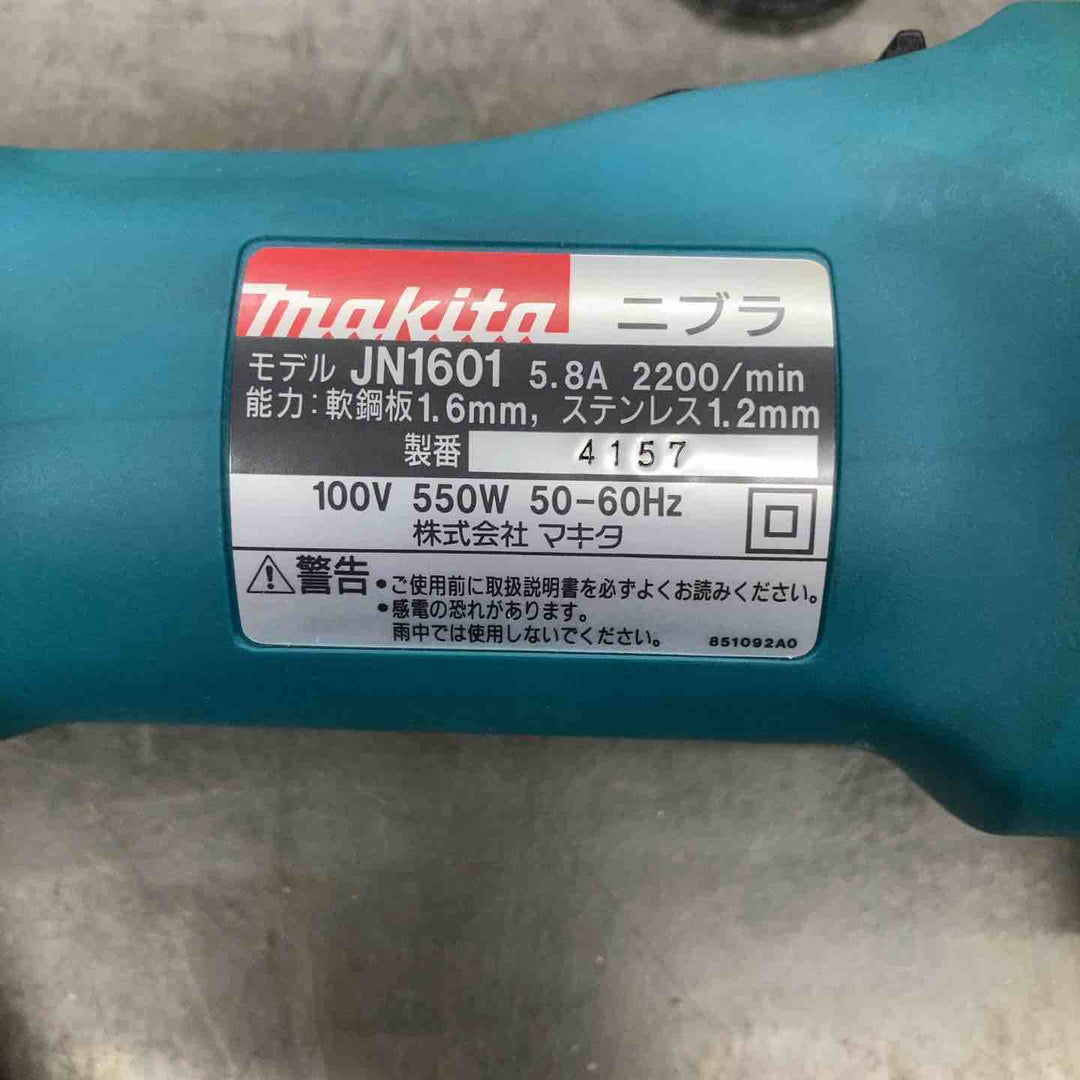 makita ニブラ
モデル JN1601 5.8A 2200/min
能力：軟鋼板1.6mm, ステンレス1.2mm
製番 4157
100V 550W 50-60Hz
株式会社 マキタ
警告 •ご使用前に取扱説明書を必ずよくお読みください。
•感電の恐れがあります。
雨中では使用しないでください。
851092A0